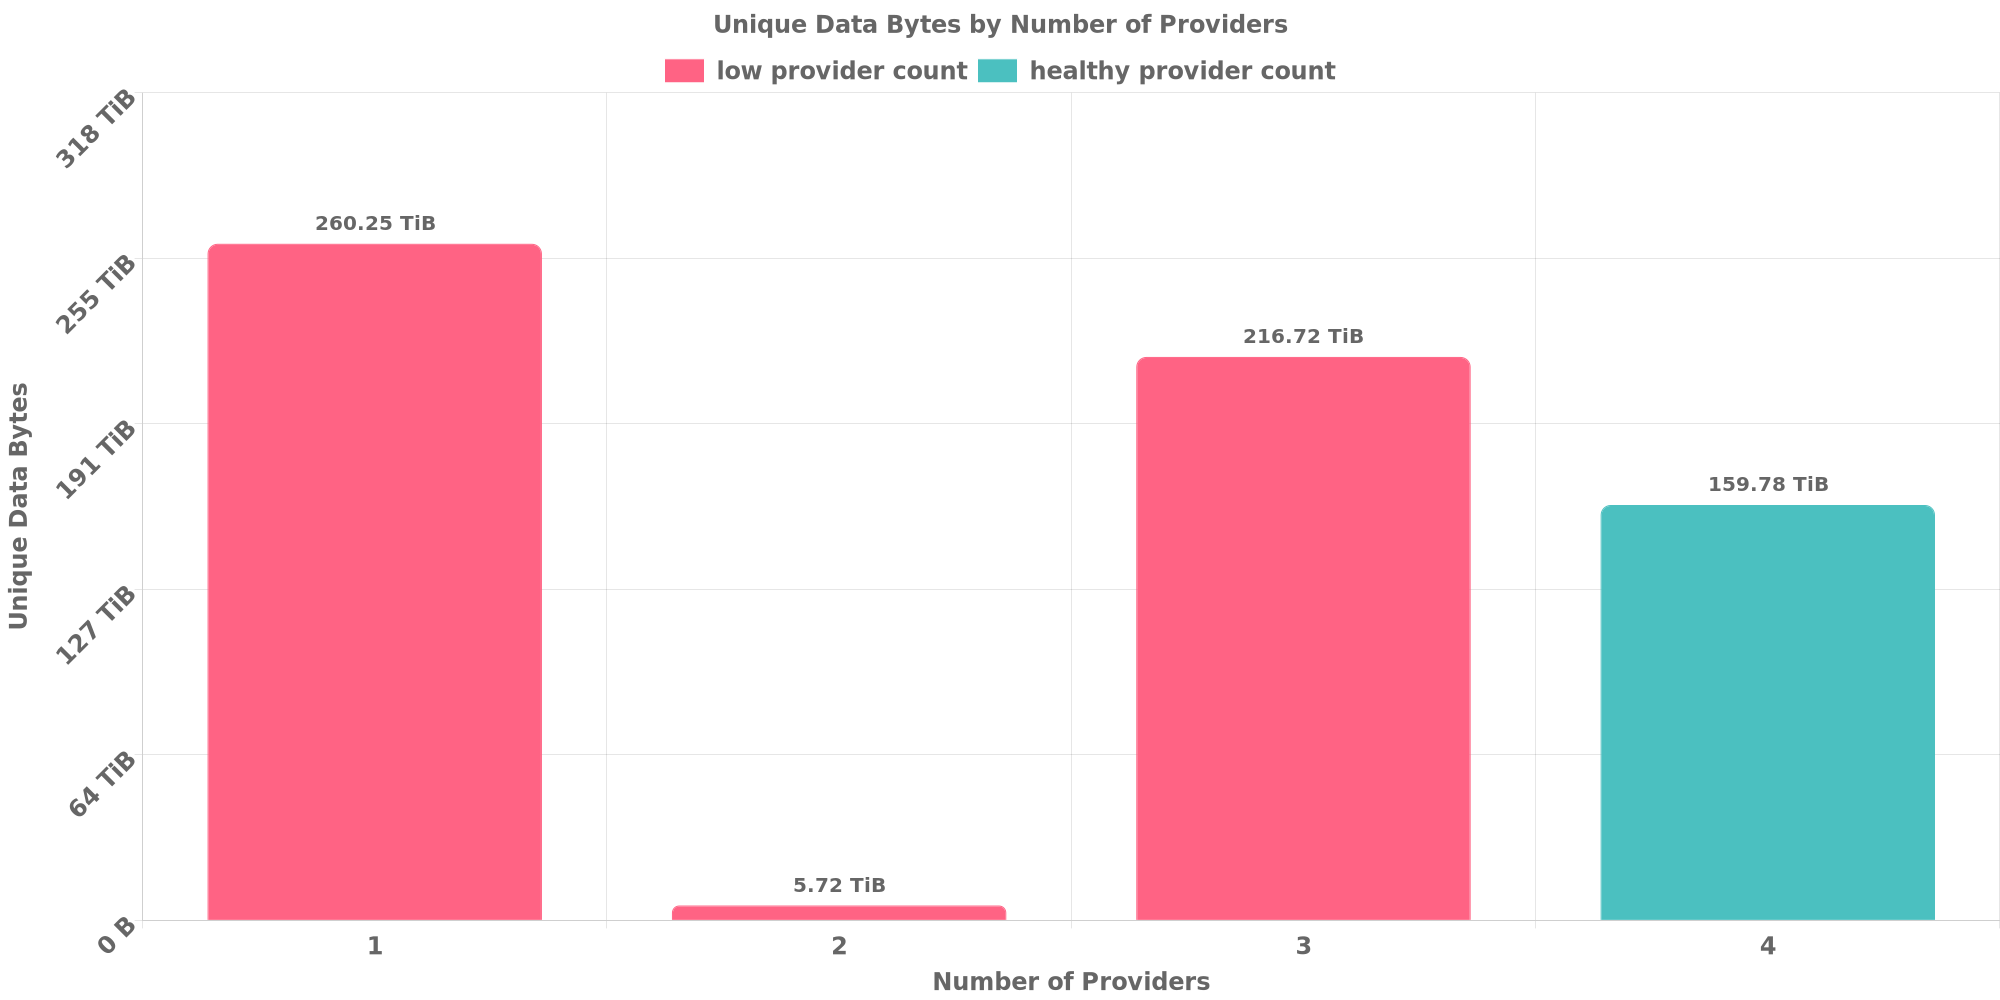 Unique Data Bytes by Number of Providers
low provider count healthy provider count
318 TiB
255 TiB
191 TiB
127 TiB
64 TiB
0 B
Unique Data Bytes
260.25 TiB
5.72 TiB
216.72 TiB
159.78 TiB
1 2 3 4
Number of Providers